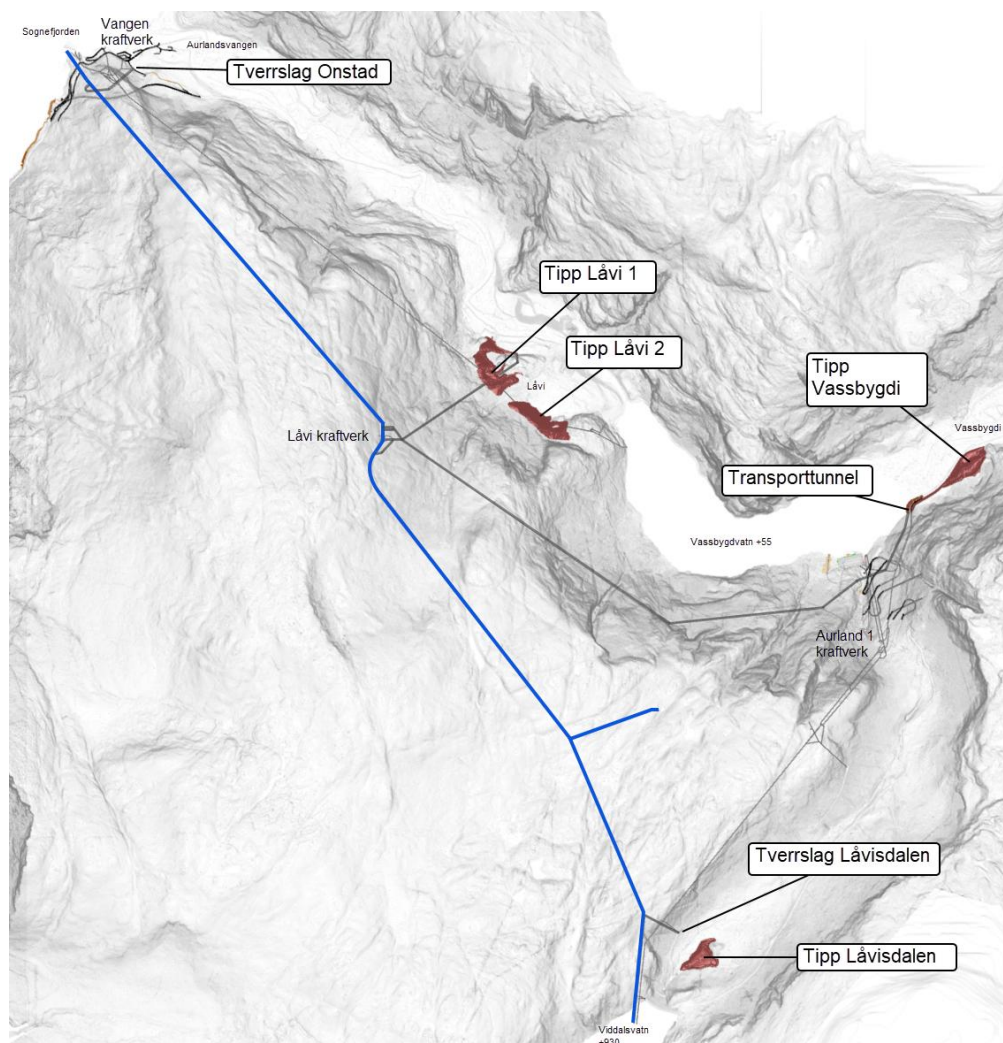 Vangen
kraftverk
Sognefjorden
Aurlandsvangen
Tverrslag Onstad
Tipp Låvi 1
Tipp Låvi 2
Låvi
Tipp
Vassbygdi
Låvi kraftverk
Vassbygdi
Transporttunnel
Vassbygdvatn +55
Aurland 1
kraftverk
Tverrslag Låvisdalen
Tipp Låvisdalen
Viddalsvatn
+930